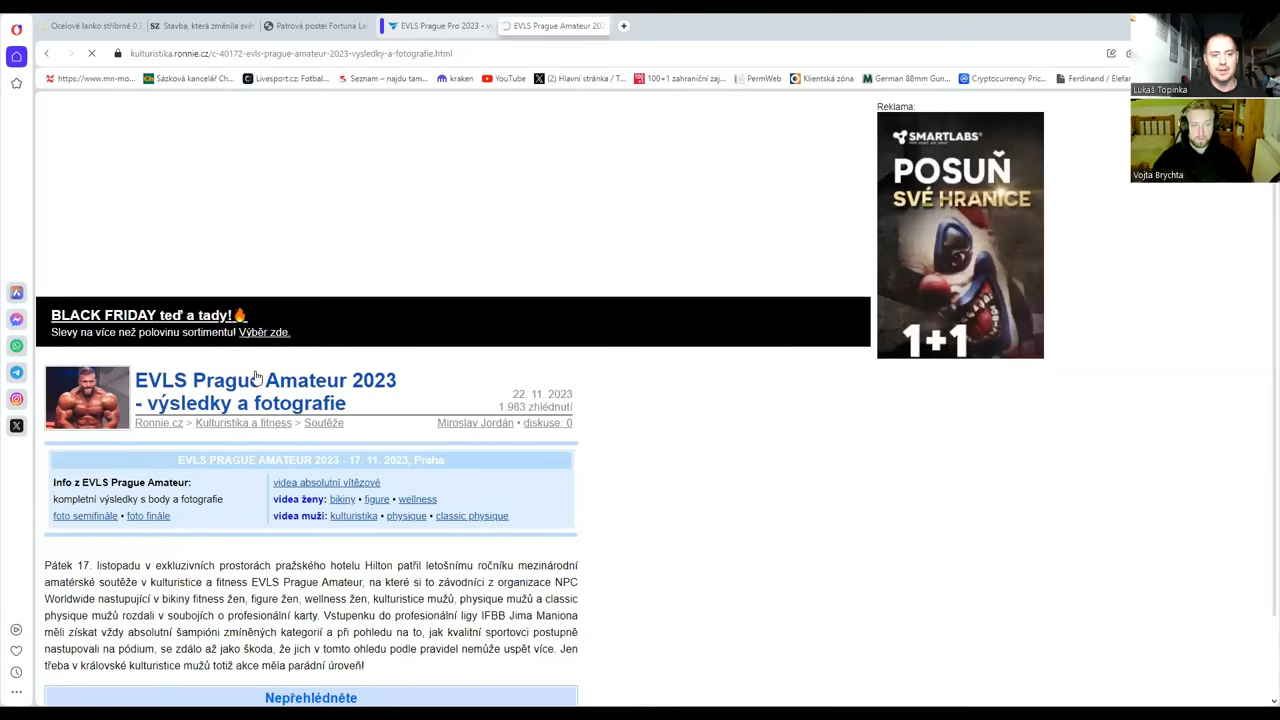 Ocelové lanko stříbrné 0.
Stavba, která změnila své
Patrová postel Fortuna La
EVLS Prague Pro 2023 - v
EVLS Prague Amateur 202
kulturistika.ronnie.cz/c-40172-evls-prague-amateur-2023-vysledky-a-fotografie.html
https://www.mn-mo...
Sázková kancelář Ch...
Livesport.cz: Fotbal...
Seznam – najdu tam...
kraken
YouTube
(2) Hlavní stránka / T...
100+1 zahraniční zaj...
PermWeb
Klientská zóna
German 88mm Gun...
Cryptocurrency Pric...
Ferdinand / Elefan
Lukáš Topinka
Vojta Brychta
Reklama:
SMARTLABS
POSUŇ
SVÉ HRANICE
1+1
BLACK FRIDAY teď a tady!🔥
Slevy na více než polovinu sortimentu! Výběr zde.
EVLS Prague Amateur 2023
- výsledky a fotografie
22. 11. 2023
1.983 zhlédnutí
Ronnie.cz > Kulturistika a fitness > Soutěže
Miroslav Jordán • diskuse: 0
EVLS PRAGUE AMATEUR 2023 - 17. 11. 2023, Praha
Info z EVLS Prague Amateur:
kompletní výsledky s body a fotografie
foto semifinále • foto finále
videa absolutní vítězové
videa ženy: bikiny • figure • wellness
videa muži: kulturistika • physique • classic physique
Pátek 17. listopadu v exkluzivních prostorách pražského hotelu Hilton patřil letošnímu ročníku mezinárodní
amatérské soutěže v kulturistice a fitness EVLS Prague Amateur, na které si to závodníci z organizace NPC
Worldwide nastupující v bikiny fitness žen, figure žen, wellness žen, kulturistice mužů, physique mužů a classic
physique mužů rozdali v soubojích o profesionální karty. Vstupenku do profesionální ligy IFBB Jima Maniona
měli získat vždy absolutní šampióni zmíněných kategorií a při pohledu na to, jak kvalitní sportovci postupně
nastupovali na pódium, se zdálo až jako škoda, že jich v tomto ohledu podle pravidel nemůže uspět více. Jen
třeba v královské kulturistice mužů totiž akce měla parádní úroveň!
Nepřehlédněte